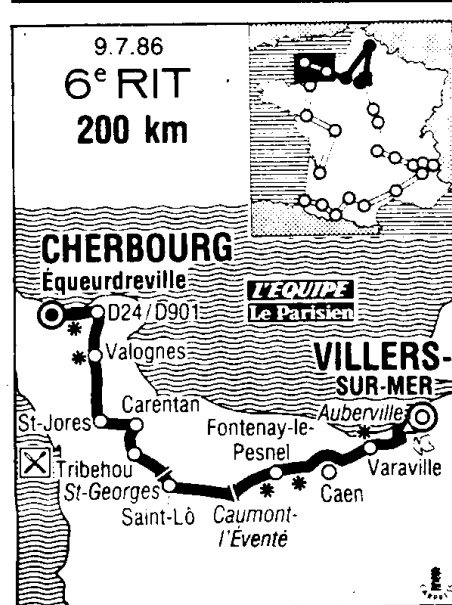 9.7.86
6e RIT
200 km
CHERBOURG
Équeurdreville
L'EQUIPE
Le Parisien
D24/D901
Valognes
VILLERS-
SUR-MER
Auberville
St-Jores
Carentan
Fontenay-le-
Pesnel
Varaville
Tribehou
St-Georges
Caen
Saint-Lô
Caumont-
l'Éventé